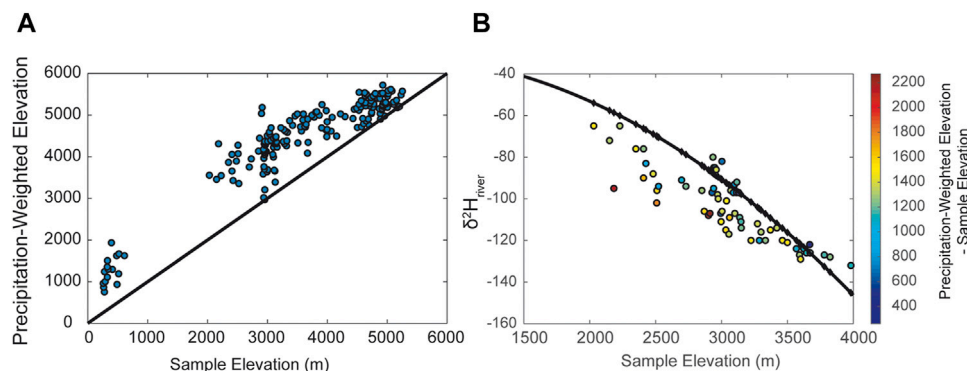 A
Precipitation-Weighted Elevation
6000
5000
4000
3000
2000
1000
0
0 1000 2000 3000 4000 5000 6000
Sample Elevation (m)
B
δ²Hriver
-40
-60
-80
-100
-120
-140
-160
1500 2000 2500 3000 3500 4000
Sample Elevation (m)
2200
2000
1800
1600
1400
1200
1000
800
600
400
Precipitation-Weighted Elevation
- Sample Elevation